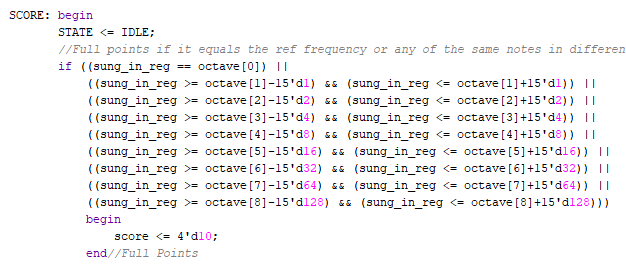 SCORE: begin
STATE <= IDLE;
//Full points if it equals the ref frequency or any of the same notes in differen
if ((sung_in_reg == octave[0]) ||
((sung_in_reg >= octave[1]-15'd1) && (sung_in_reg <= octave[1]+15'd1)) ||
((sung_in_reg >= octave[2]-15'd2) && (sung_in_reg <= octave[2]+15'd2)) ||
((sung_in_reg >= octave[3]-15'd4) && (sung_in_reg <= octave[3]+15'd4)) ||
((sung_in_reg >= octave[4]-15'd8) && (sung_in_reg <= octave[4]+15'd8)) ||
((sung_in_reg >= octave[5]-15'd16) && (sung_in_reg <= octave[5]+15'd16)) ||
((sung_in_reg >= octave[6]-15'd32) && (sung_in_reg <= octave[6]+15'd32)) ||
((sung_in_reg >= octave[7]-15'd64) && (sung_in_reg <= octave[7]+15'd64)) ||
((sung_in_reg >= octave[8]-15'd128) && (sung_in_reg <= octave[8]+15'd128)))
begin
score <= 4'd10;
end//Full Points